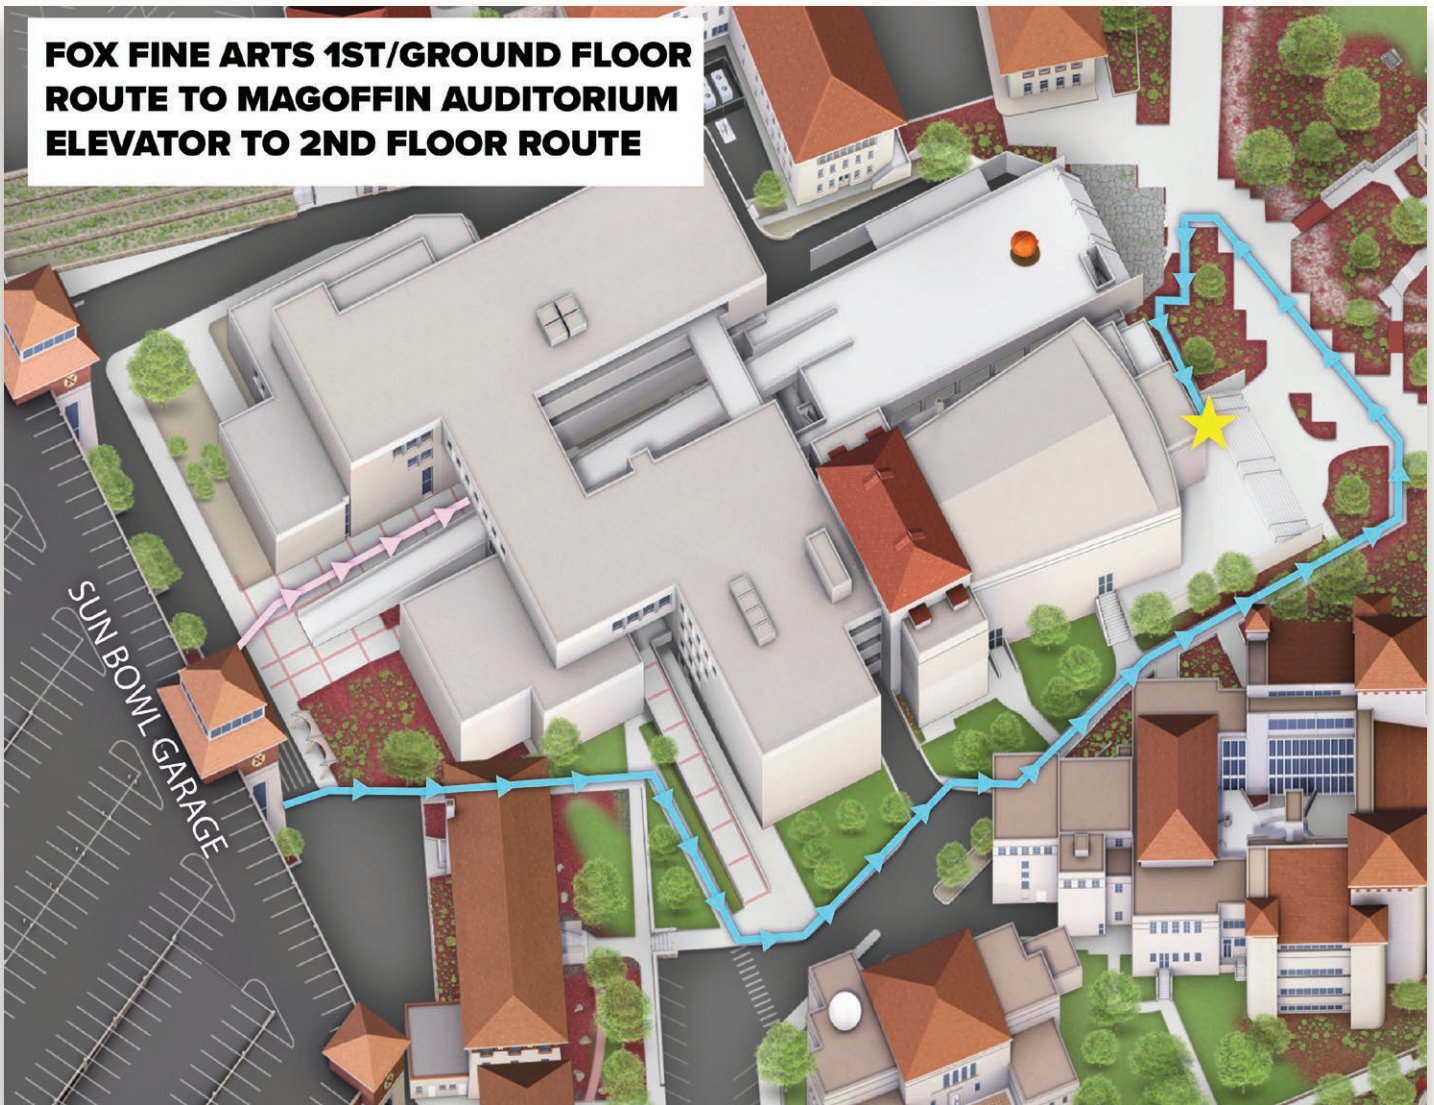 FOX FINE ARTS 1ST/GROUND FLOOR
ROUTE TO MAGOFFIN AUDITORIUM
ELEVATOR TO 2ND FLOOR ROUTE
SUN BOWL GARAGE